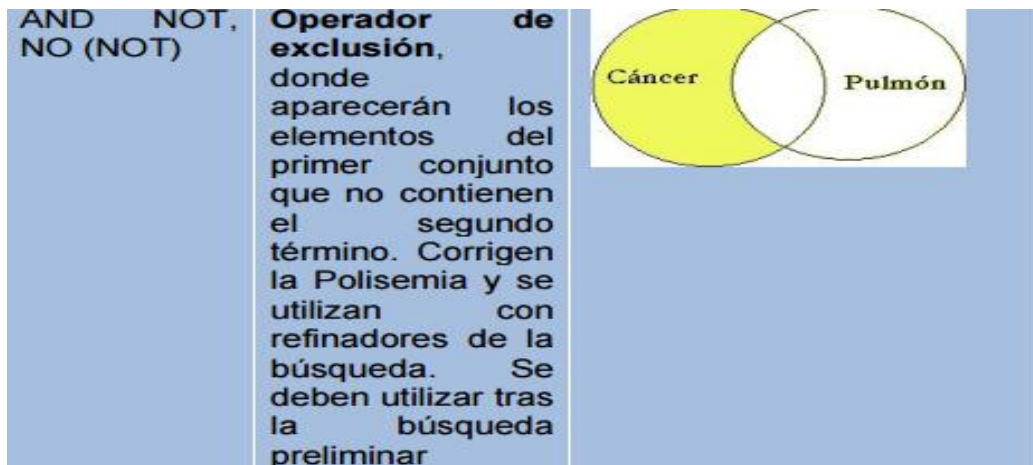 AND NOT,
NO (NOT)
Operador de
exclusión,
donde
aparecerán los
elementos del
primer conjunto
que no contienen
el segundo
término. Corrigen
la Polisemia y se
utilizan con
refinadores de la
búsqueda. Se
deben utilizar tras
la búsqueda
preliminar
Cáncer
Pulmón